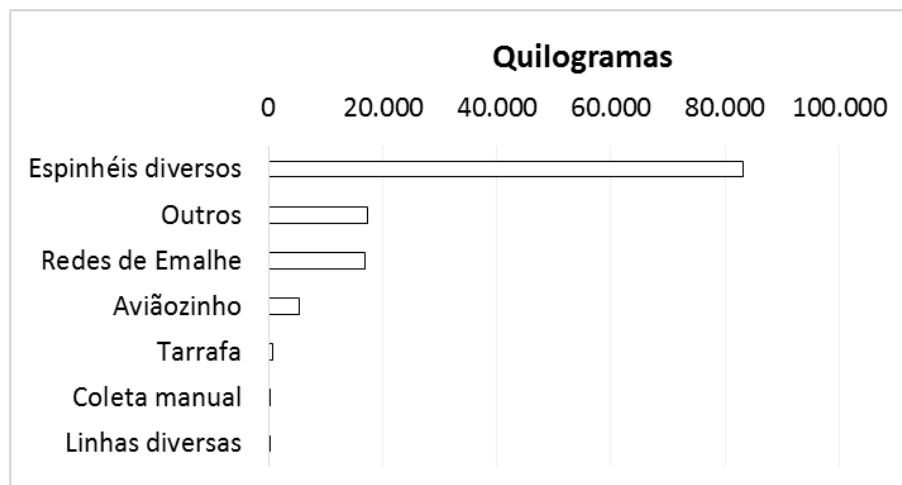 Quilogramas
0 20.000 40.000 60.000 80.000 100.000
Espinhéis diversos
Outros
Redes de Emalhe
Aviãozinho
Tarrafa
Coleta manual
Linhas diversas